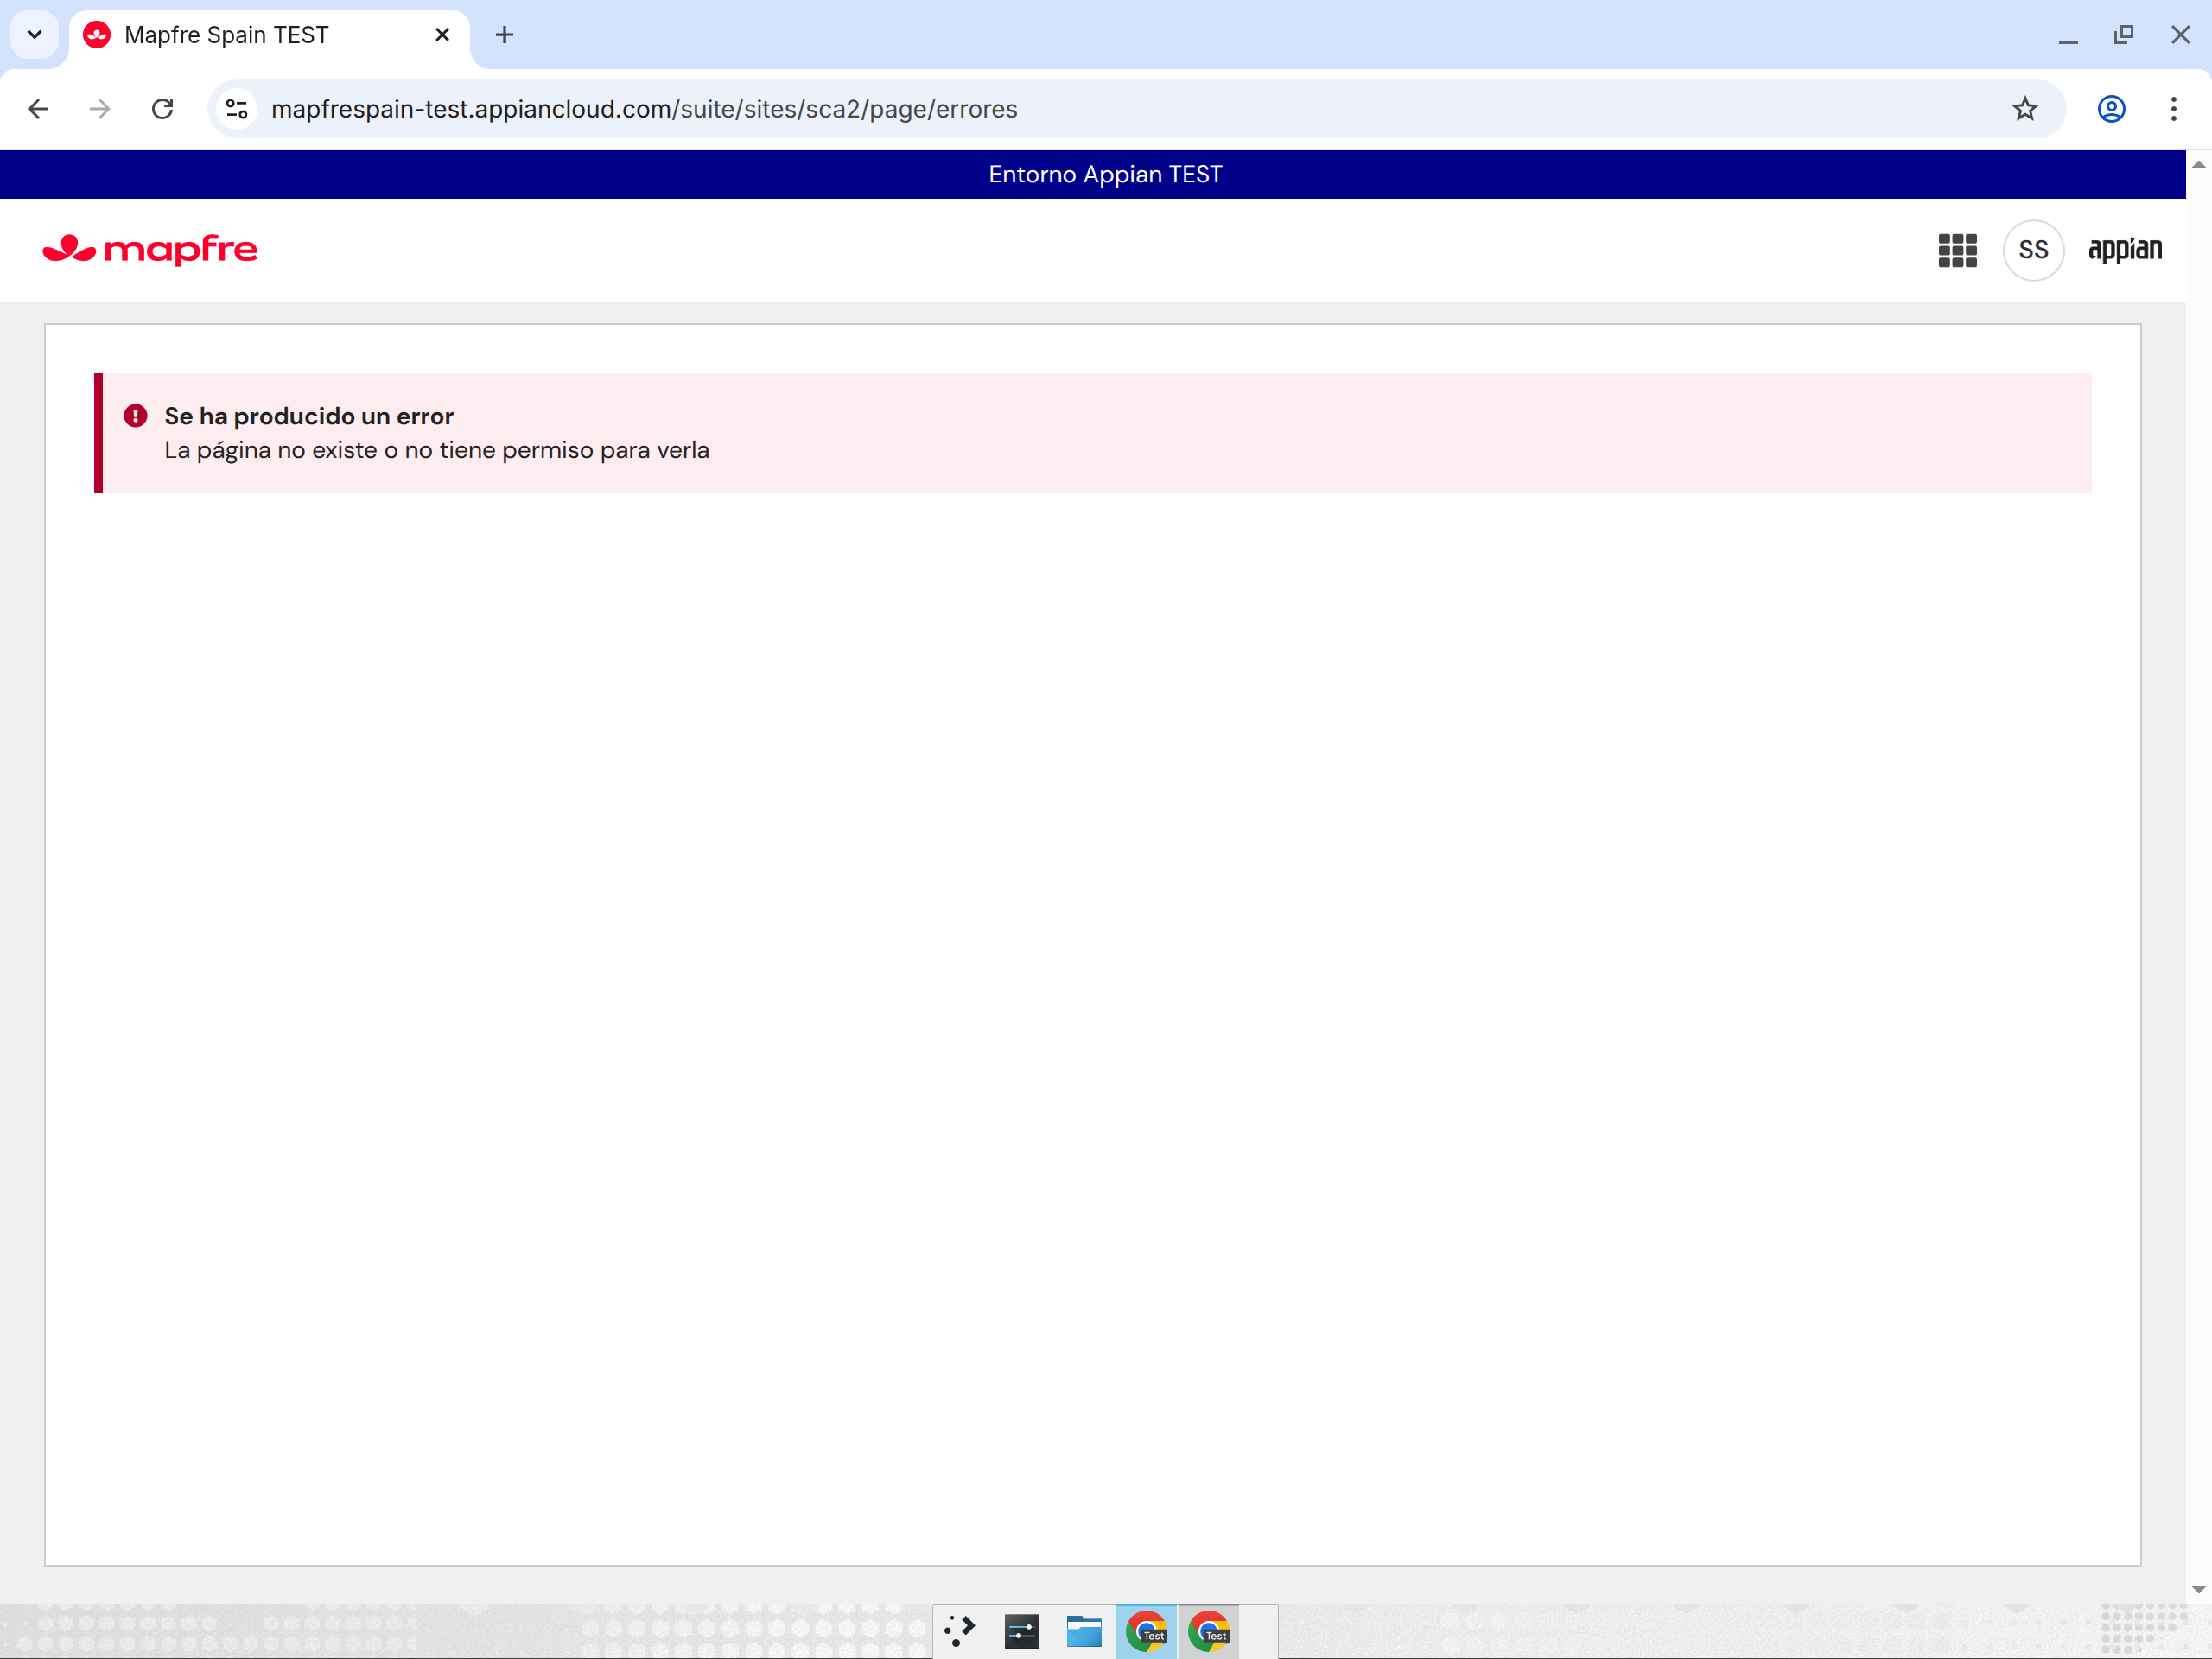 Mapfre Spain TEST
mapfrespain-test.appiancloud.com/suite/sites/sca2/page/errores
Entorno Appian TEST
mapfre
SS
appian
Se ha producido un error
La página no existe o no tiene permiso para verla
Test
Test